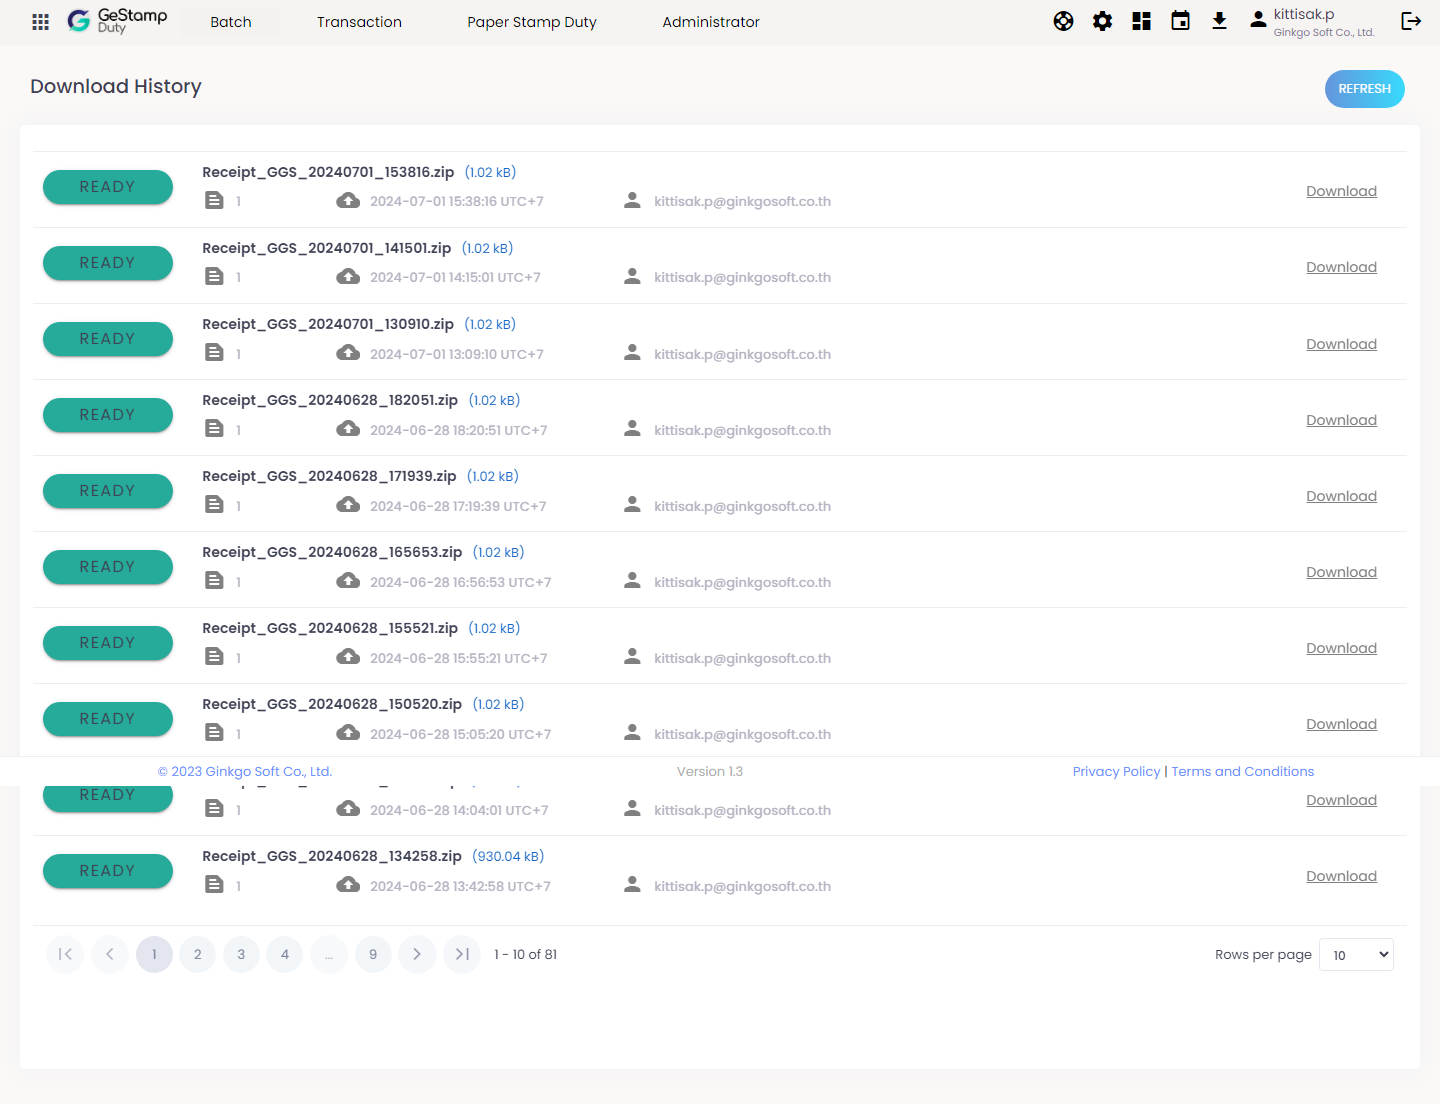 GeStamp
Duty
Batch
Transaction
Paper Stamp Duty
Administrator
kittisak.p
Ginkgo Soft Co., Ltd.
Download History
REFRESH
READY
Receipt_GGS_20240701_153816.zip (1.02 kB)
1
2024-07-01 15:38:16 UTC+7
kittisak.p@ginkgosoft.co.th
Download
READY
Receipt_GGS_20240701_141501.zip (1.02 kB)
1
2024-07-01 14:15:01 UTC+7
kittisak.p@ginkgosoft.co.th
Download
READY
Receipt_GGS_20240701_130910.zip (1.02 kB)
1
2024-07-01 13:09:10 UTC+7
kittisak.p@ginkgosoft.co.th
Download
READY
Receipt_GGS_20240628_182051.zip (1.02 kB)
1
2024-06-28 18:20:51 UTC+7
kittisak.p@ginkgosoft.co.th
Download
READY
Receipt_GGS_20240628_171939.zip (1.02 kB)
1
2024-06-28 17:19:39 UTC+7
kittisak.p@ginkgosoft.co.th
Download
READY
Receipt_GGS_20240628_165653.zip (1.02 kB)
1
2024-06-28 16:56:53 UTC+7
kittisak.p@ginkgosoft.co.th
Download
READY
Receipt_GGS_20240628_155521.zip (1.02 kB)
1
2024-06-28 15:55:21 UTC+7
kittisak.p@ginkgosoft.co.th
Download
READY
Receipt_GGS_20240628_150520.zip (1.02 kB)
1
2024-06-28 15:05:20 UTC+7
kittisak.p@ginkgosoft.co.th
Download
© 2023 Ginkgo Soft Co., Ltd.
Version 1.3
Privacy Policy | Terms and Conditions
READY
1
2024-06-28 14:04:01 UTC+7
kittisak.p@ginkgosoft.co.th
Download
READY
Receipt_GGS_20240628_134258.zip (930.04 kB)
1
2024-06-28 13:42:58 UTC+7
kittisak.p@ginkgosoft.co.th
Download
1 2 3 4 ... 9
1 - 10 of 81
Rows per page 10